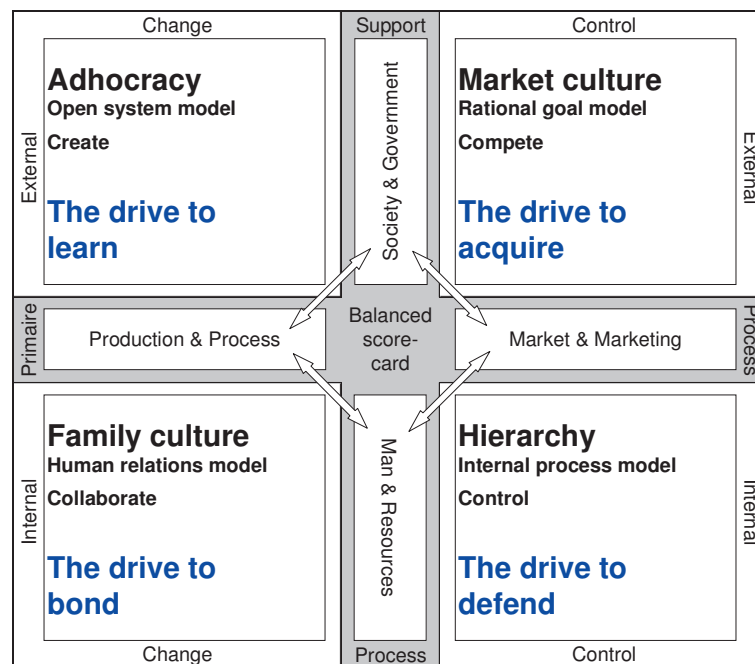 Change
Support
Control
External
Adhocracy
Open system model
Create
The drive to
learn
Society & Government
Market culture
Rational goal model
Compete
The drive to
acquire
External
Primaire
Production & Process
Balanced
score-
card
Market & Marketing
Process
Internal
Family culture
Human relations model
Collaborate
The drive to
bond
Man & Resources
Hierarchy
Internal process model
Control
The drive to
defend
Internal
Change
Process
Control